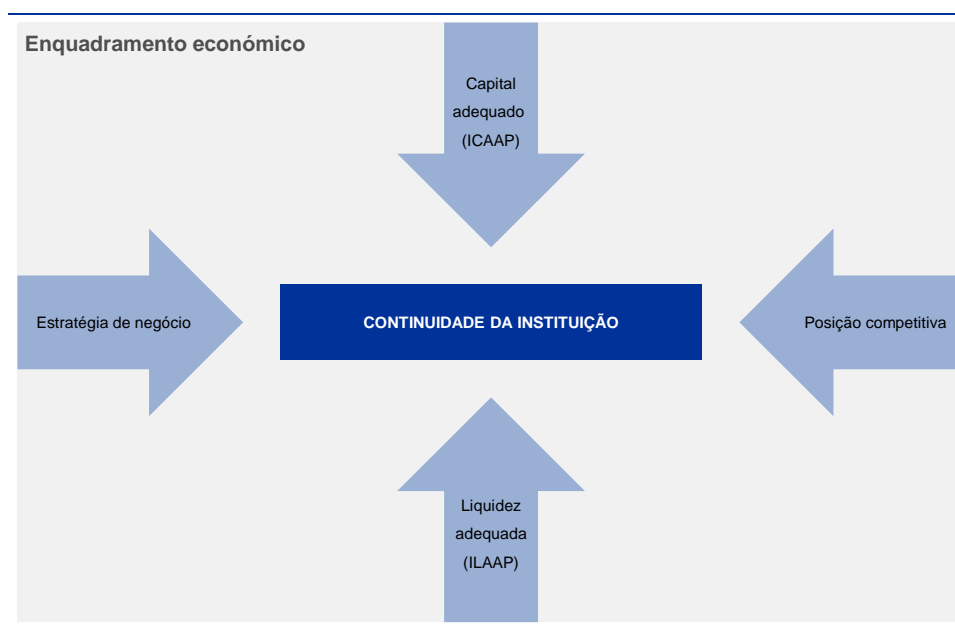 Enquadramento económico
Capital
adequado
(ICAAP)
Estratégia de negócio
CONTINUIDADE DA INSTITUIÇÃO
Posição competitiva
Liquidez
adequada
(ILAAP)